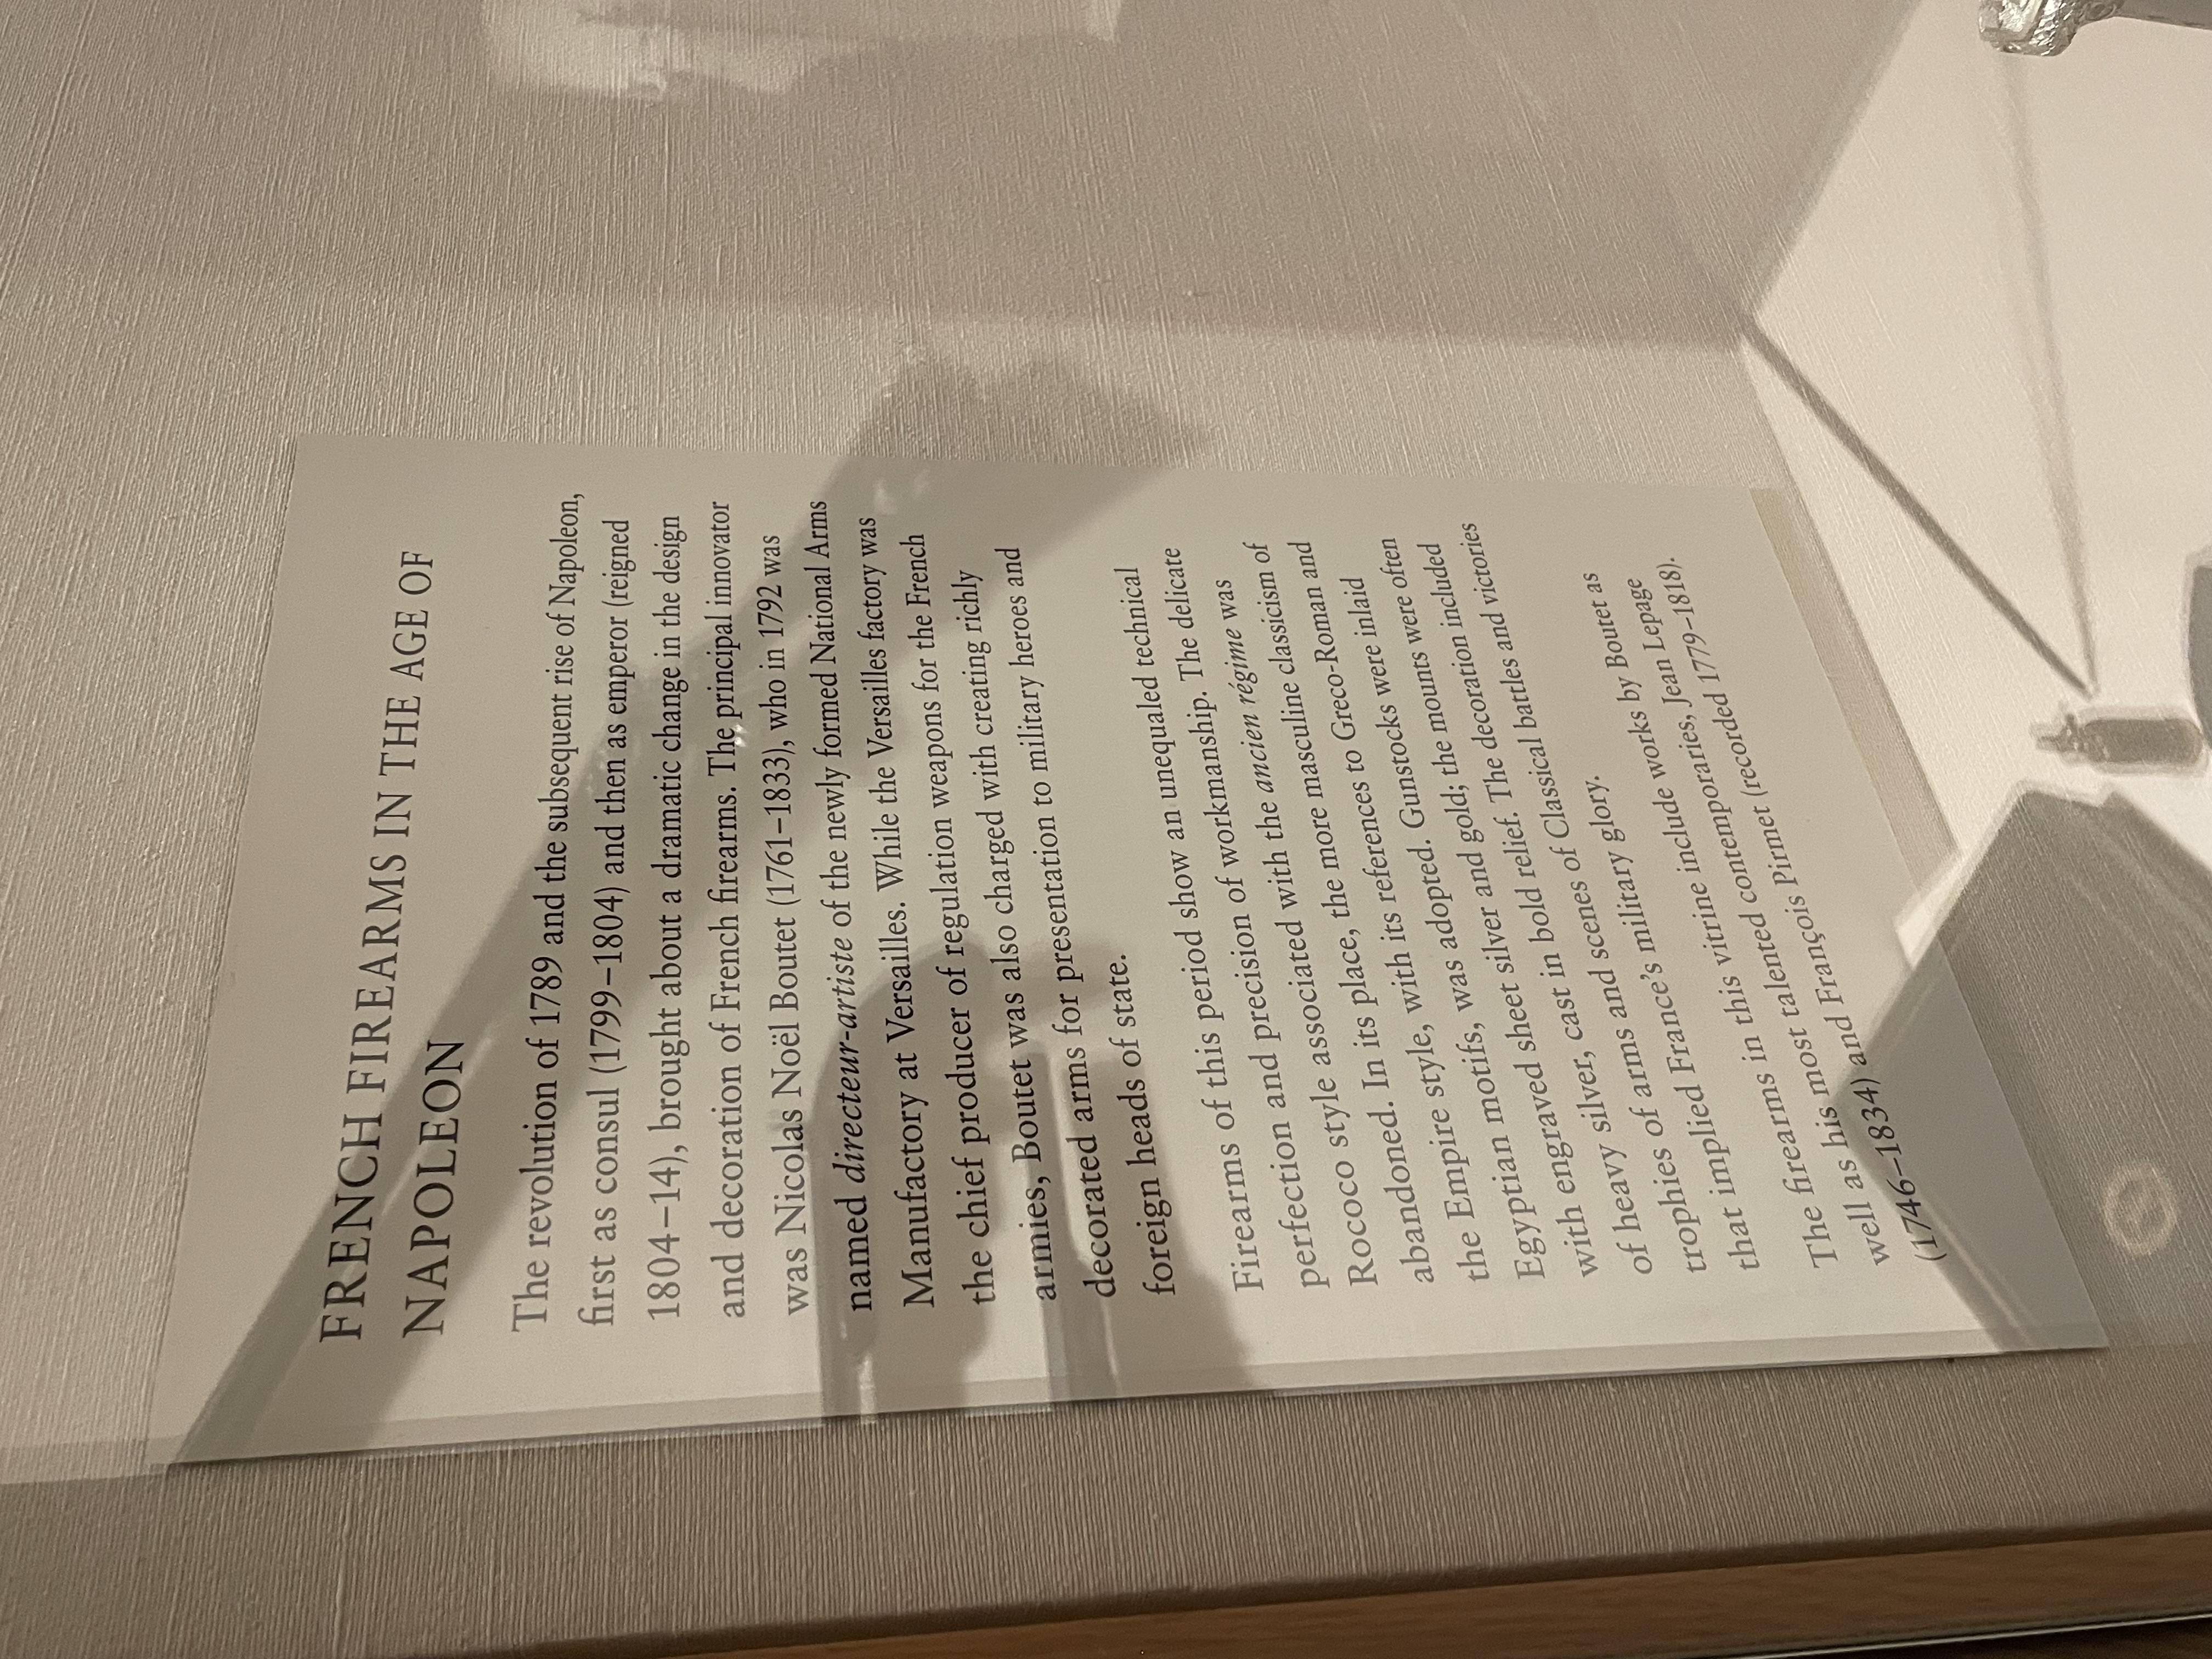 FRENCH FIREARMS IN THE AGE OF
NAPOLEON
The revolution of 1789 and the subsequent rise of Napoleon,
first as consul (1799–1804) and then as emperor (reigned
1804–14), brought about a dramatic change in the design
and decoration of French firearms. The principal innovator
was Nicolas Noël Boutet (1761–1833), who in 1792 was
named directeur-artiste of the newly formed National Arms
Manufactory at Versailles. While the Versailles factory was
the chief producer of regulation weapons for the French
armies, Boutet was also charged with creating richly
decorated arms for presentation to military heroes and
foreign heads of state.
Firearms of this period show an unequaled technical
perfection and precision of workmanship. The delicate
Rococo style associated with the ancien régime was
abandoned. In its place, the more masculine classicism of
the Empire style, with its references to Greco-Roman and
Egyptian motifs, was adopted. Gunstocks were often inlaid
with engraved sheet silver and gold; the mounts were often
of heavy silver, cast in bold relief. The decoration included
trophies of arms and scenes of Classical battles and victories
that implied France's military glory.
The firearms in this vitrine include works by Boutet as
well as his most talented contemporaries, Jean Lepage
(1746–1834) and François Pirmet (recorded 1779–1818).